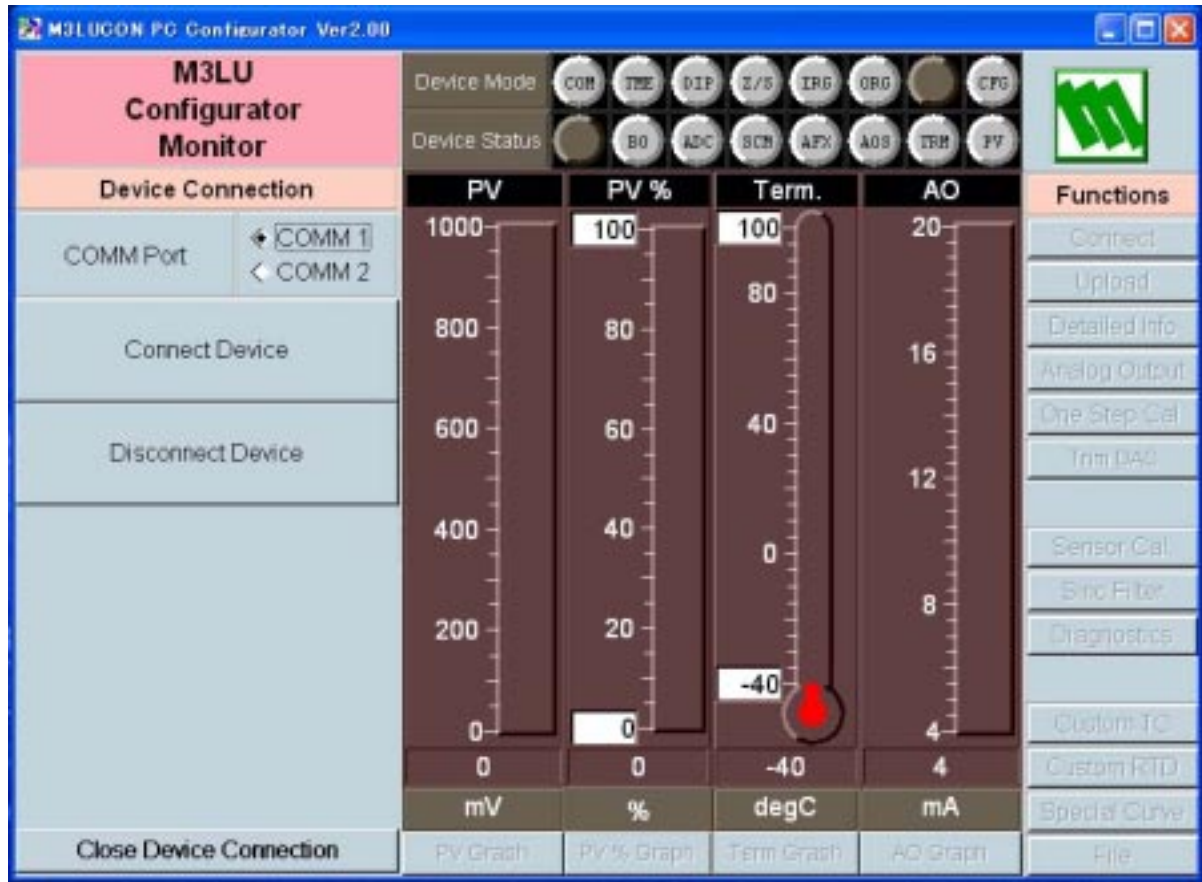 M3LUCON PC Configurator Ver2.00
M3LU
Configurator
Monitor
Device Mode
COM TME DIP Z/S IRG ORG CFG
Device Status
BO ADC SCM AFX AOS TRM PV
Device Connection
COMM Port
COMM 1
COMM 2
Connect Device
Disconnect Device
Close Device Connection
PV
1000
800
600
400
200
0
0
mV
PV Graph
PV %
100
80
60
40
20
0
0
%
PV % Graph
Term.
100
80
40
0
-40
-40
degC
Term Graph
AO
20
16
12
8
4
4
mA
AO Graph
Functions
Connect
Upload
Detailed Info
Analog Output
One Step Cal
Trim DAC
Sensor Cal.
Sinc Filter
Diagnostics
Custom TC
Custom RTD
Special Curve
File